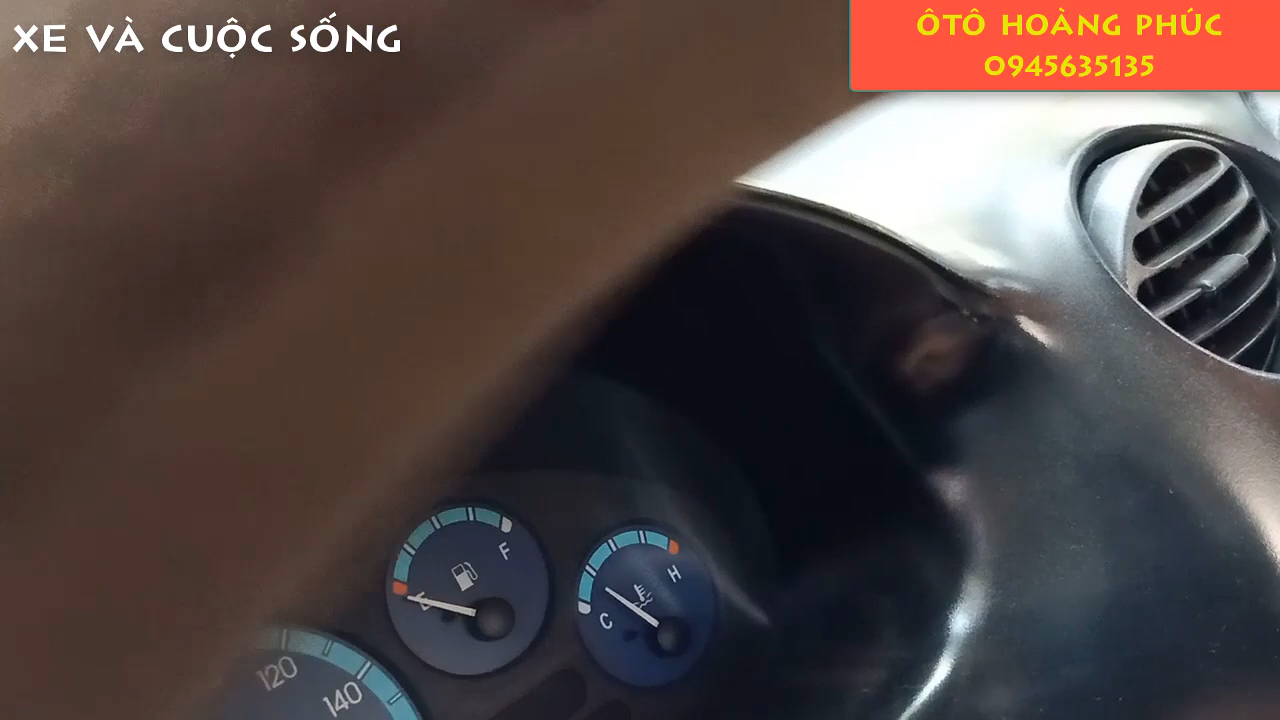 XE VÀ CUỘC SỐNG
ÔTÔ HOÀNG PHÚC
0945635135
F
E
H
C
120
140